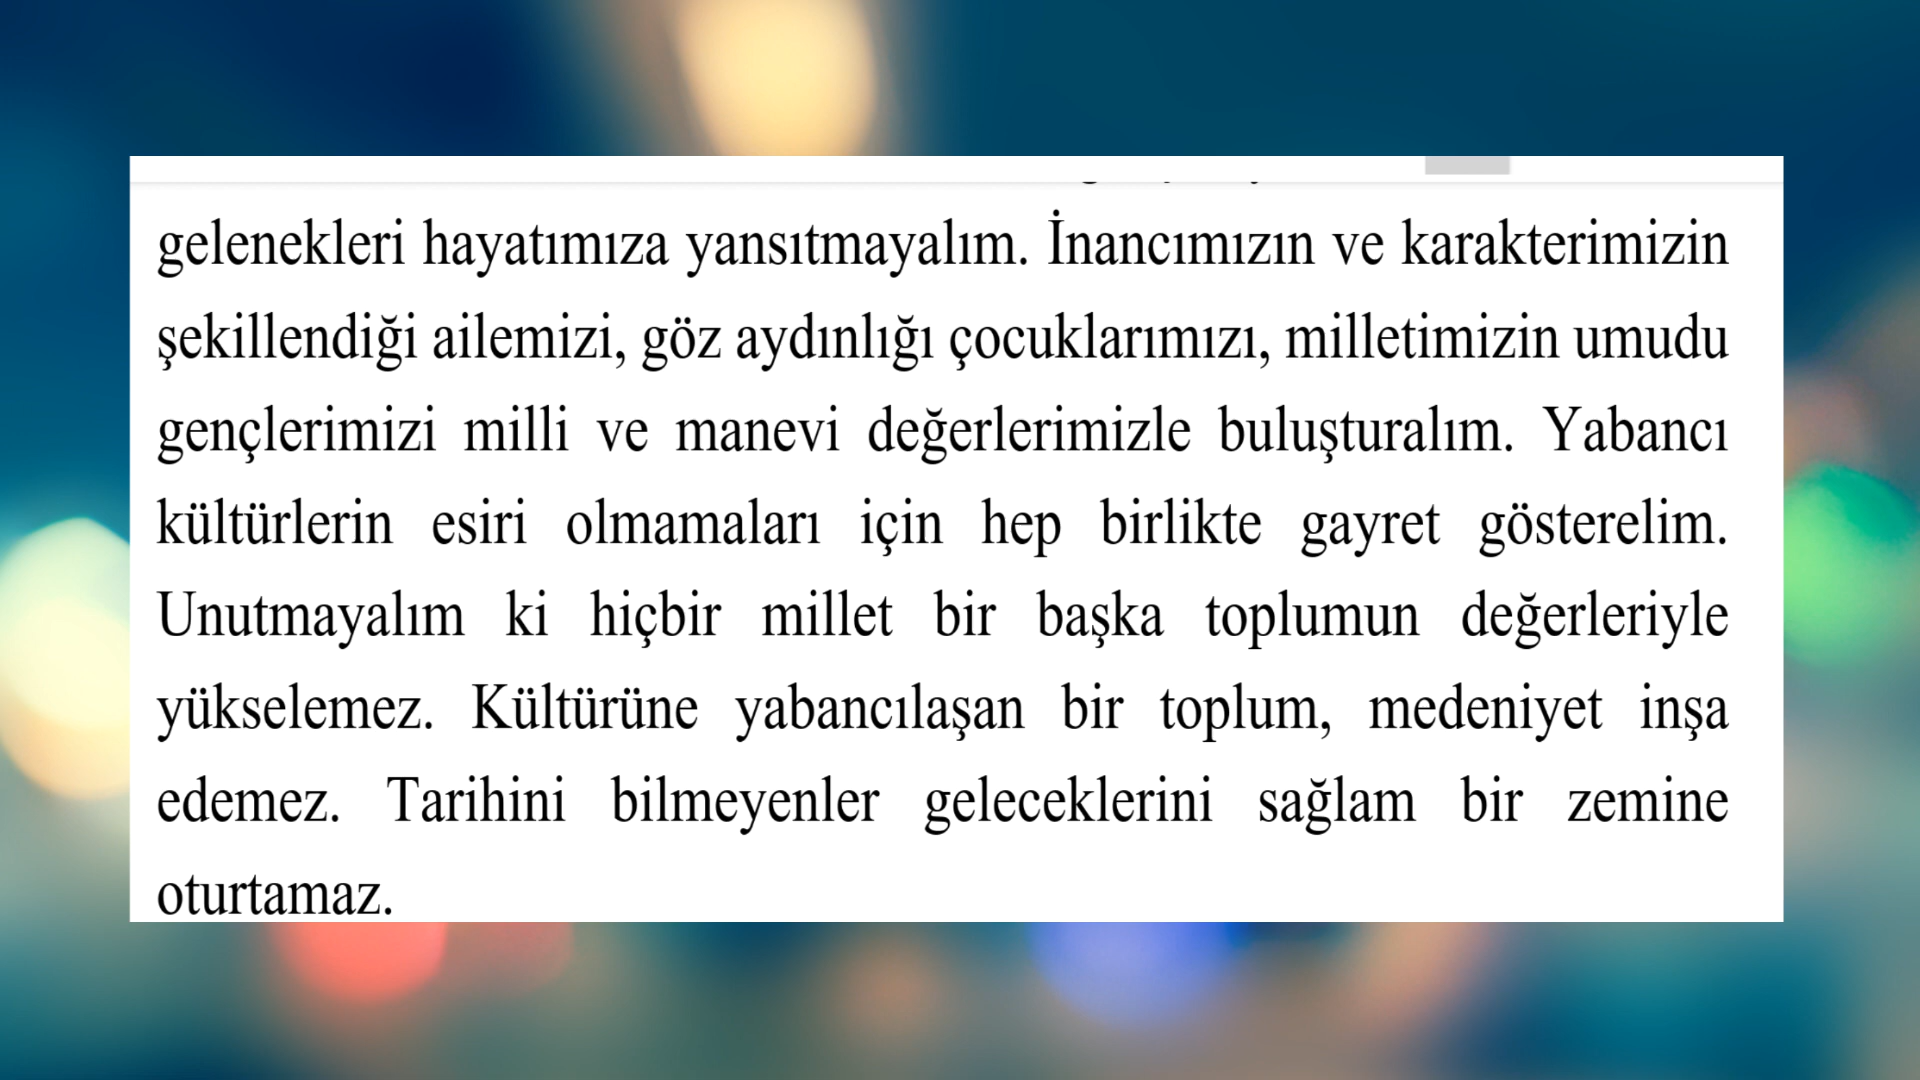 gelenekleri hayatımıza yansıtmayalım. İnancımızın ve karakterimizin
şekillendiği ailemizi, göz aydınlığı çocuklarımızı, milletimizin umudu
gençlerimizi milli ve manevi değerlerimizle buluşturalım. Yabancı
kültürlerin esiri olmamaları için hep birlikte gayret gösterelim.
Unutmayalım ki hiçbir millet bir başka toplumun değerleriyle
yükselemez. Kültürüne yabancılaşan bir toplum, medeniyet inşa
edemez. Tarihini bilmeyenler geleceklerini sağlam bir zemine
oturtamaz.